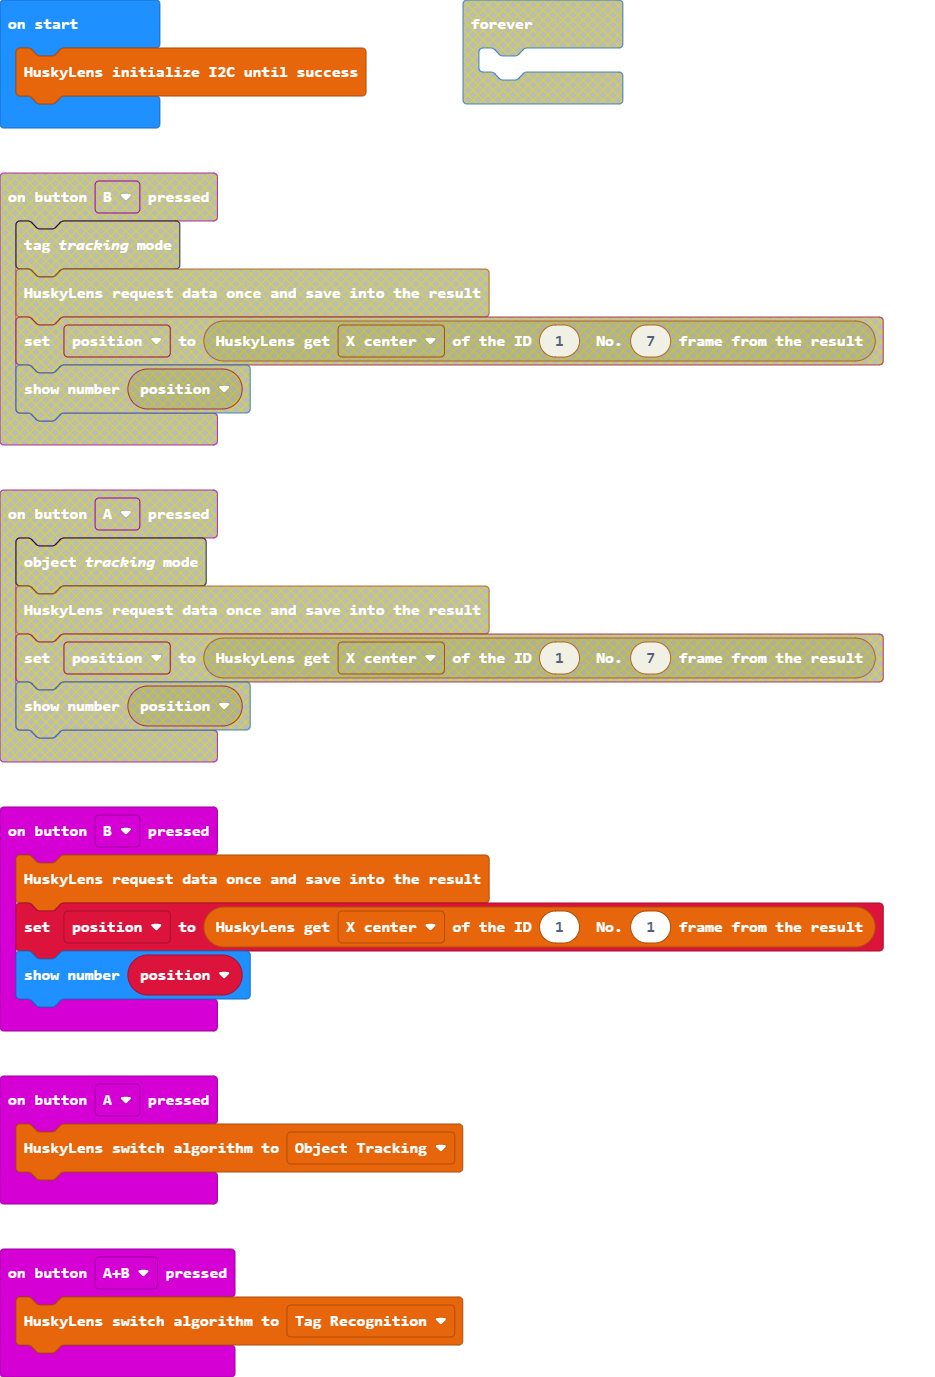 on start
HuskyLens initialize I2C until success
forever
on button B pressed
tag tracking mode
HuskyLens request data once and save into the result
set position to HuskyLens get X center of the ID 1 No. 7 frame from the result
show number position
on button A pressed
object tracking mode
HuskyLens request data once and save into the result
set position to HuskyLens get X center of the ID 1 No. 7 frame from the result
show number position
on button B pressed
HuskyLens request data once and save into the result
set position to HuskyLens get X center of the ID 1 No. 1 frame from the result
show number position
on button A pressed
HuskyLens switch algorithm to Object Tracking
on button A+B pressed
HuskyLens switch algorithm to Tag Recognition